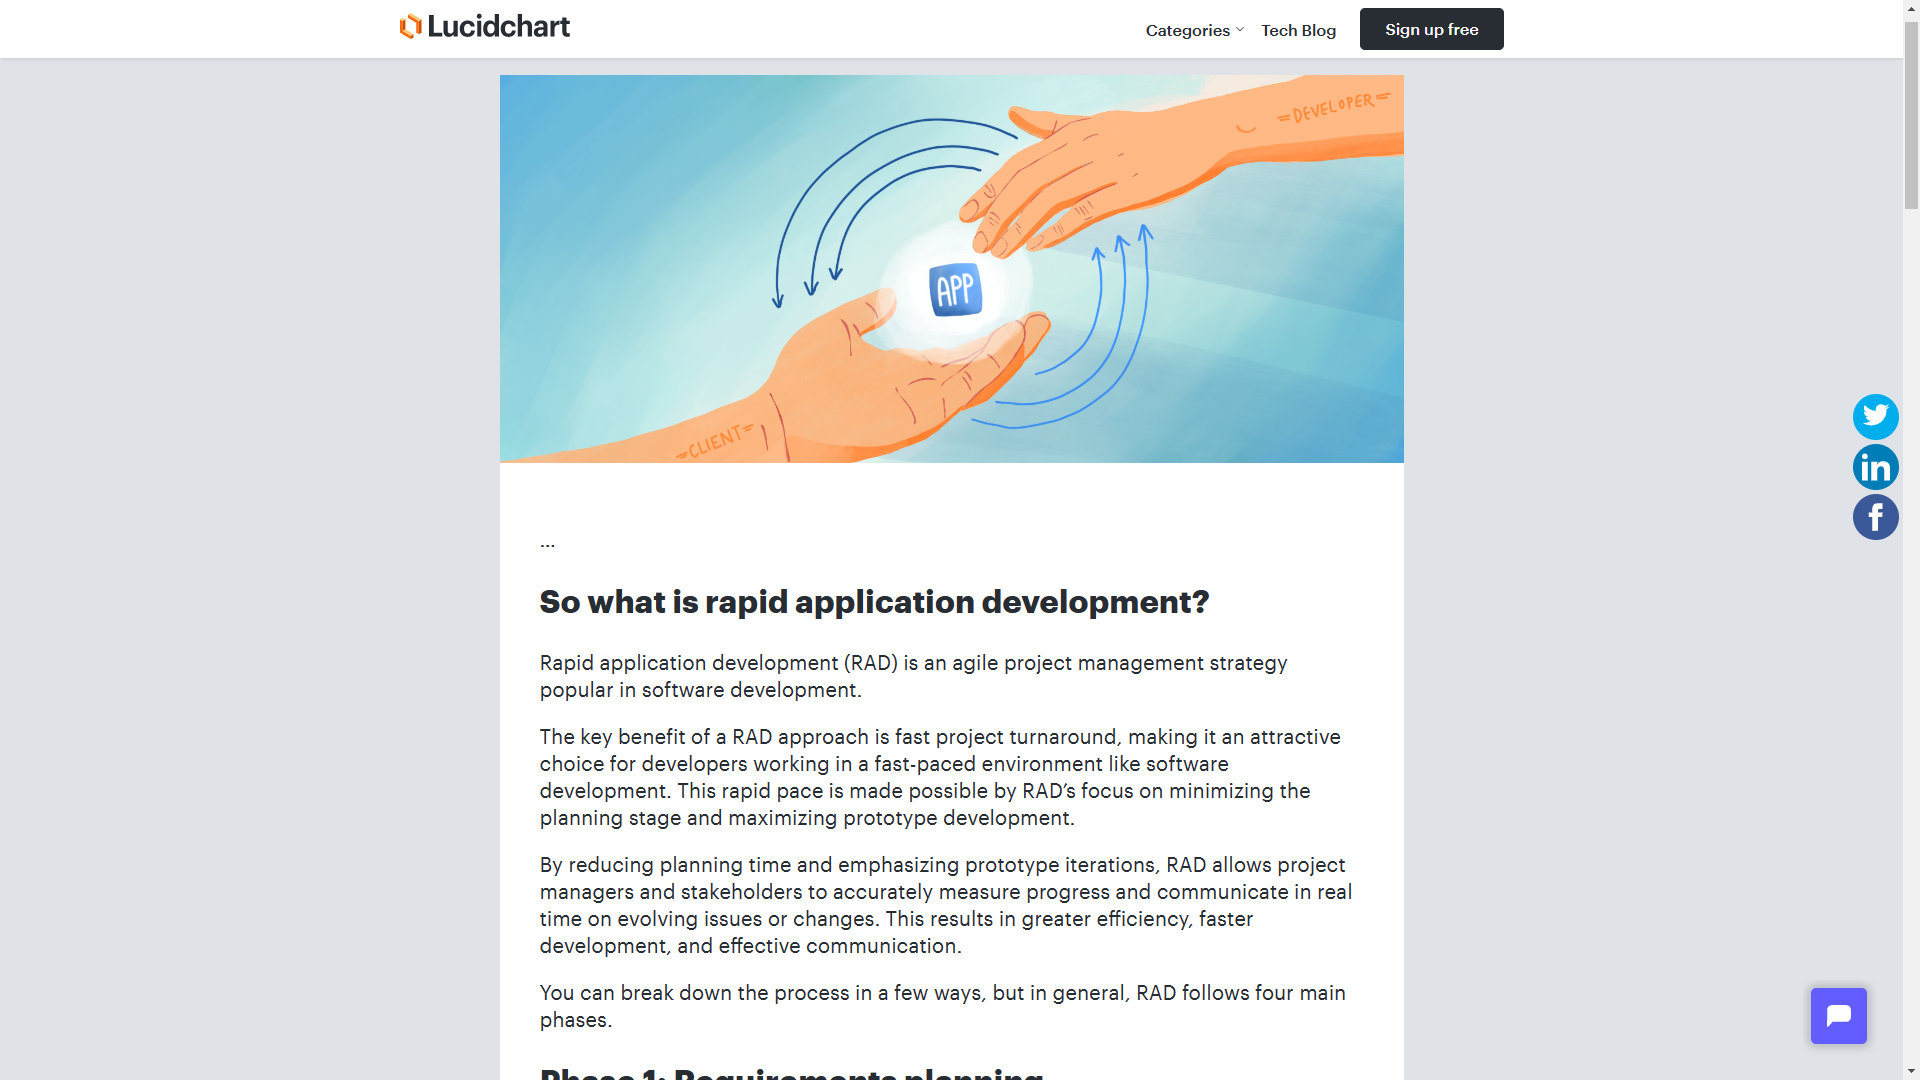 Lucidchart
Categories
Tech Blog
Sign up free
=DEVELOPER=
APP
=CLIENT=
...
So what is rapid application development?
Rapid application development (RAD) is an agile project management strategy
popular in software development.
The key benefit of a RAD approach is fast project turnaround, making it an attractive
choice for developers working in a fast-paced environment like software
development. This rapid pace is made possible by RAD’s focus on minimizing the
planning stage and maximizing prototype development.
By reducing planning time and emphasizing prototype iterations, RAD allows project
managers and stakeholders to accurately measure progress and communicate in real
time on evolving issues or changes. This results in greater efficiency, faster
development, and effective communication.
You can break down the process in a few ways, but in general, RAD follows four main
phases.
Phase 1: Requirements planning